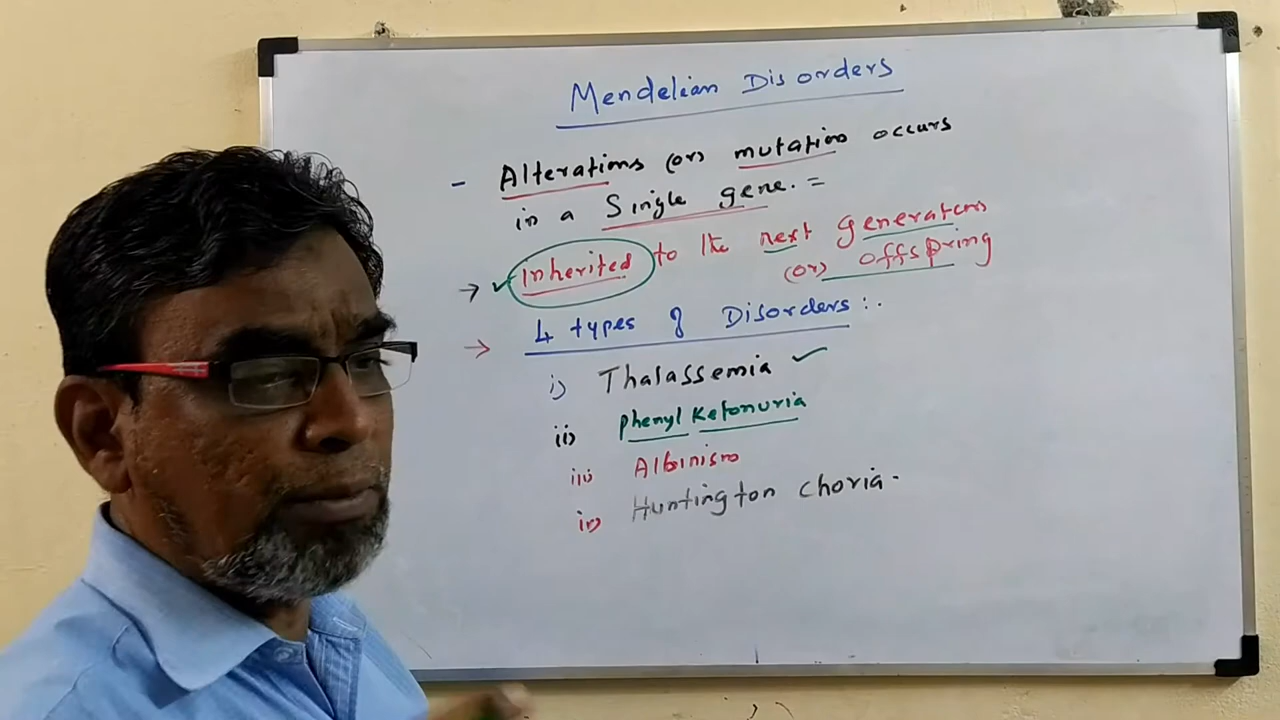 Mendelian Disorders
- Alterations (or) mutation occurs
in a Single gene. =
→ ✓ Inherited to the next Generations
(or) offspring
→ 4 types of Disorders :.
i) Thalassemia ✓
ii) Phenyl Ketonuria
iii) Albinism
iv) Huntington Choria.